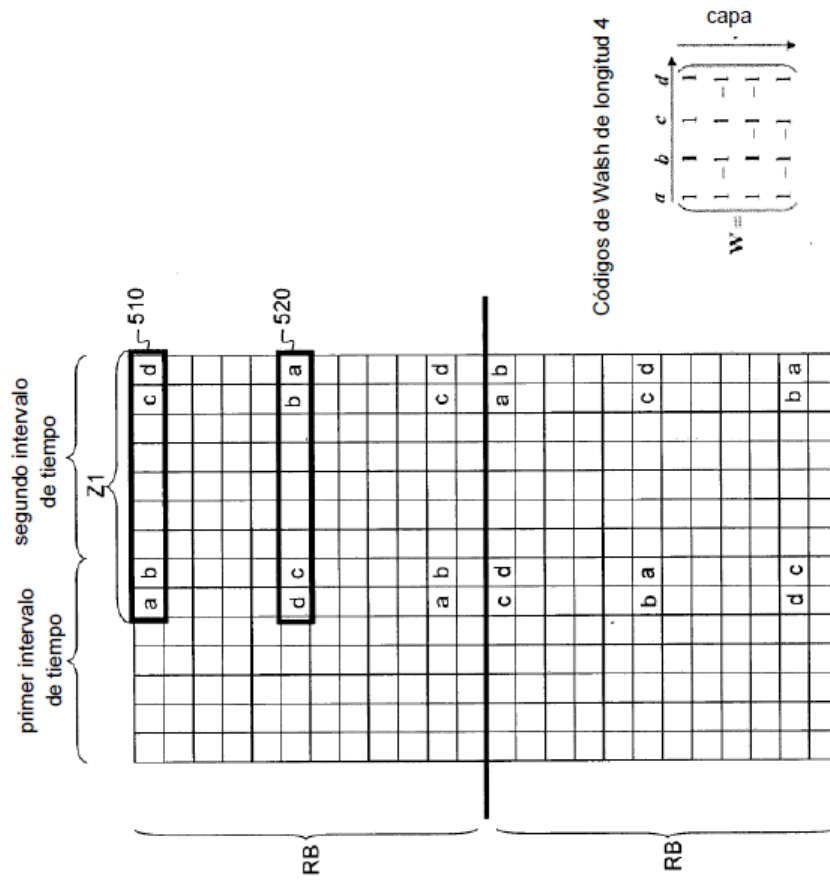 primer intervalo
de tiempo
segundo intervalo
de tiempo
Z1
a b c d 510
d c b a 520
a b c d
RB
c d a b
b a c d
d c b a
RB
Códigos de Walsh de longitud 4
a b c d
W =
1 1 1 1
1 -1 1 -1
1 1 -1 -1
1 -1 -1 1
capa